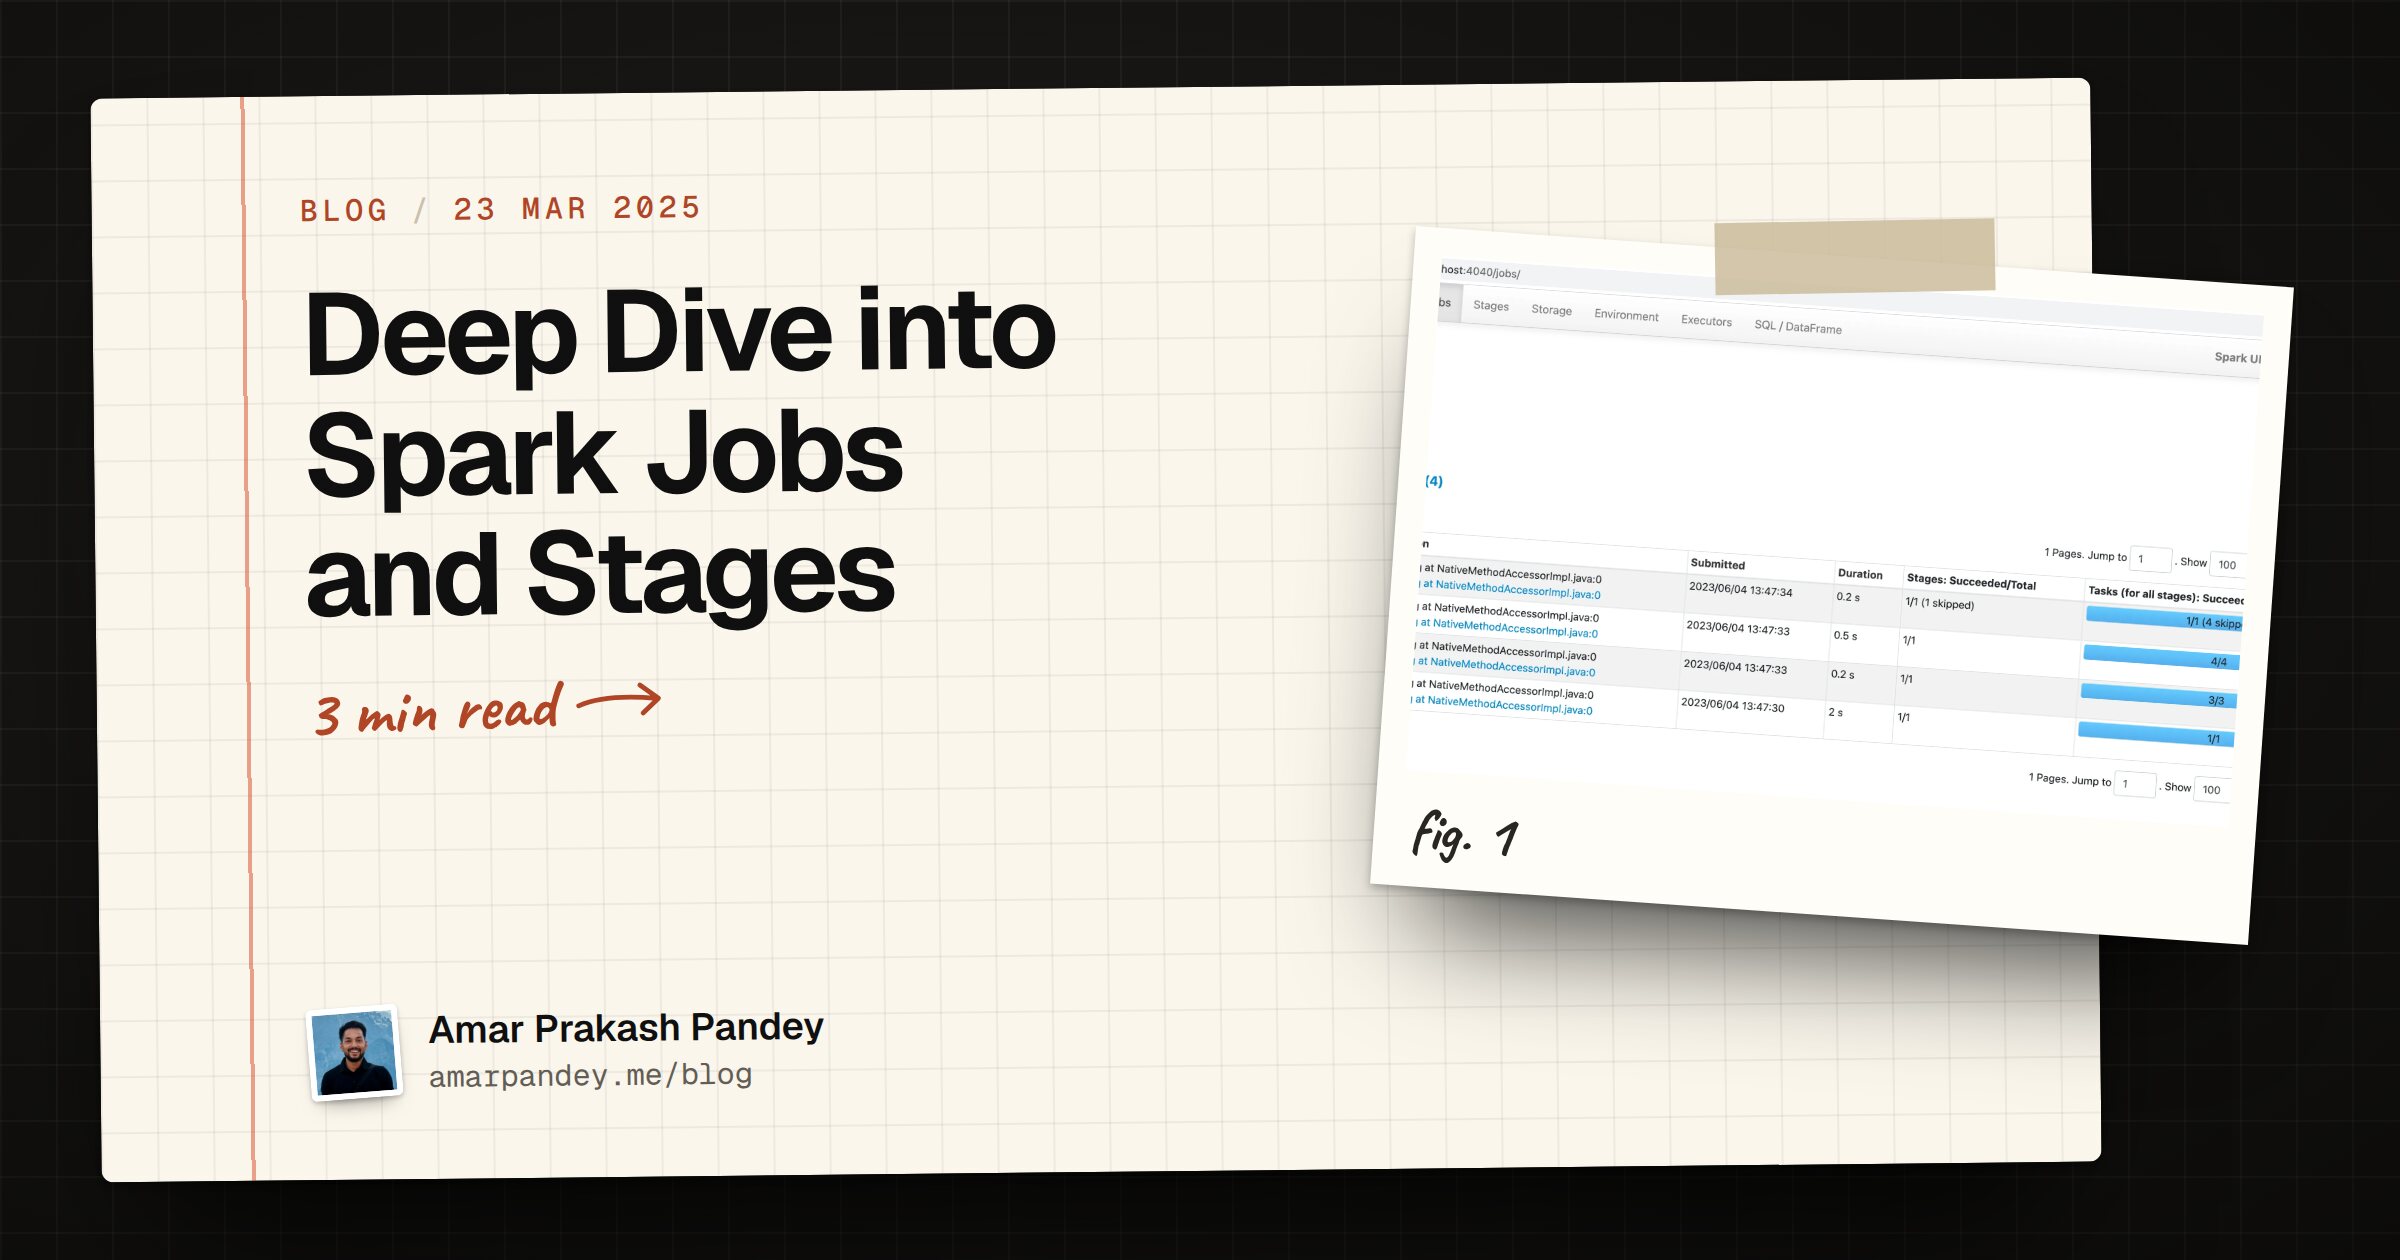 BLOG / 23 MAR 2025
Deep Dive into
Spark Jobs
and Stages
3 min read
Amar Prakash Pandey
amarpandey.me/blog
host:4040/jobs/
bs Stages Storage Environment Executors SQL / DataFrame Spark UI
(4)
1 Pages. Jump to 1 . Show 100
n Submitted Duration Stages: Succeeded/Total Tasks (for all stages): Succeed
g at NativeMethodAccessorImpl.java:0 2023/06/04 13:47:34 0.2 s 1/1 (1 skipped) 1/1 (4 skipp
g at NativeMethodAccessorImpl.java:0
g at NativeMethodAccessorImpl.java:0 2023/06/04 13:47:33 0.5 s 1/1 4/4
g at NativeMethodAccessorImpl.java:0
g at NativeMethodAccessorImpl.java:0 2023/06/04 13:47:33 0.2 s 1/1 3/3
g at NativeMethodAccessorImpl.java:0
g at NativeMethodAccessorImpl.java:0 2023/06/04 13:47:30 2 s 1/1 1/1
g at NativeMethodAccessorImpl.java:0
1 Pages. Jump to 1 . Show 100
fig. 1